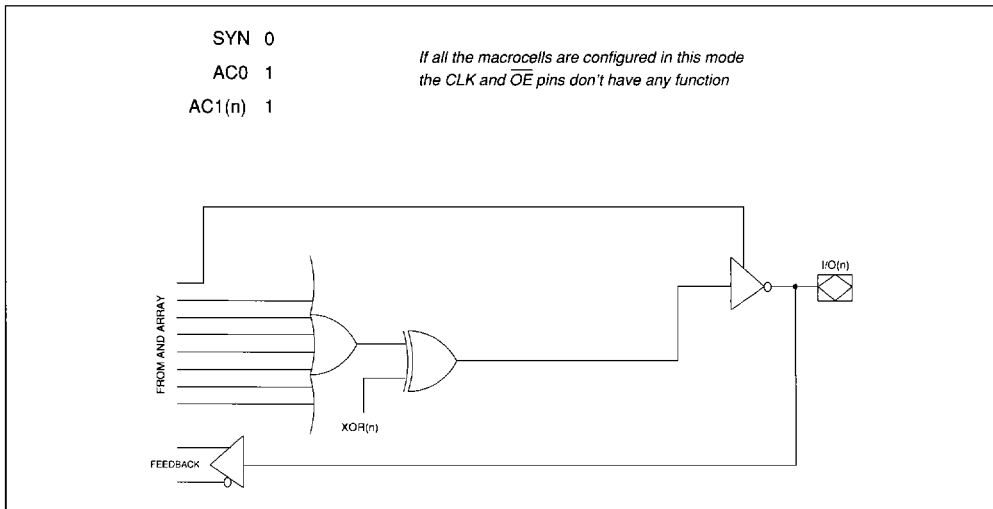 SYN 0
AC0 1
AC1(n) 1
If all the macrocells are configured in this mode
the CLK and O̅E̅ pins don't have any function
I/O(n)
FROM AND ARRAY
XOR(n)
FEEDBACK